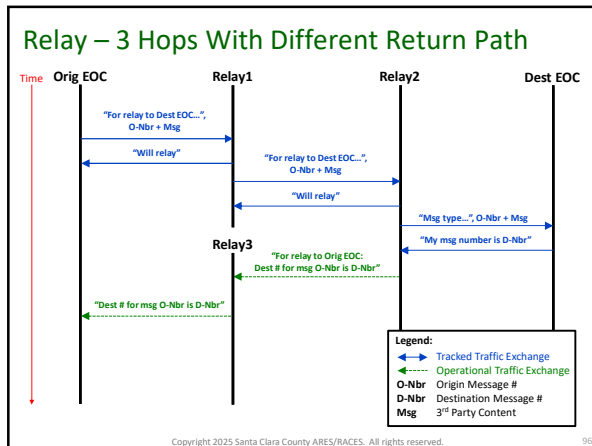 Relay – 3 Hops With Different Return Path
Time
Orig EOC
Relay1
Relay2
Dest EOC
“For relay to Dest EOC...”,
O-Nbr + Msg
“Will relay”
“For relay to Dest EOC...”,
O-Nbr + Msg
“Will relay”
“Msg type...”, O-Nbr + Msg
“My msg number is D-Nbr”
Relay3
“For relay to Orig EOC:
Dest # for msg O-Nbr is D-Nbr”
“Dest # for msg O-Nbr is D-Nbr”
Legend:
Tracked Traffic Exchange
Operational Traffic Exchange
O-Nbr Origin Message #
D-Nbr Destination Message #
Msg 3rd Party Content
Copyright 2025 Santa Clara County ARES/RACES. All rights reserved.
96